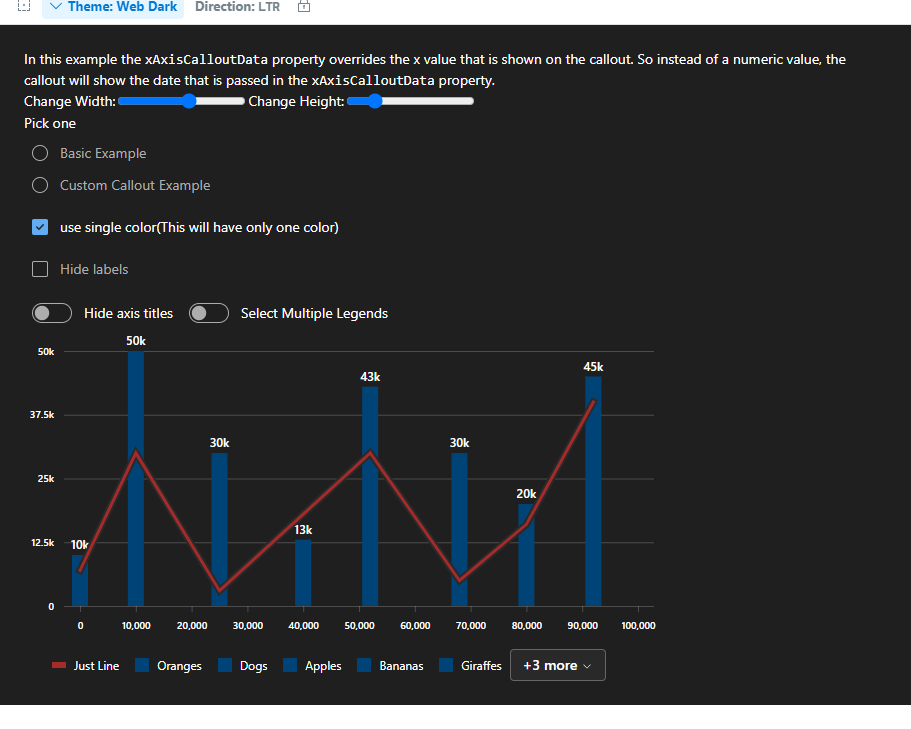 Theme: Web Dark Direction: LTR
In this example the xAxisCalloutData property overrides the x value that is shown on the callout. So instead of a numeric value, the
callout will show the date that is passed in the xAxisCalloutData property.
Change Width: Change Height:
Pick one
Basic Example
Custom Callout Example
use single color(This will have only one color)
Hide labels
Hide axis titles Select Multiple Legends
50k
50k
43k
45k
37.5k
30k
30k
25k
20k
13k
12.5k
10k
0
0 10,000 20,000 30,000 40,000 50,000 60,000 70,000 80,000 90,000 100,000
Just Line Oranges Dogs Apples Bananas Giraffes +3 more